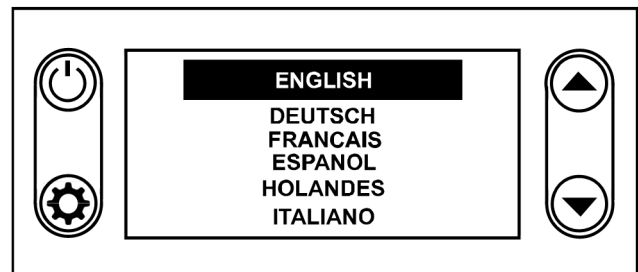 ENGLISH
DEUTSCH
FRANCAIS
ESPANOL
HOLANDES
ITALIANO